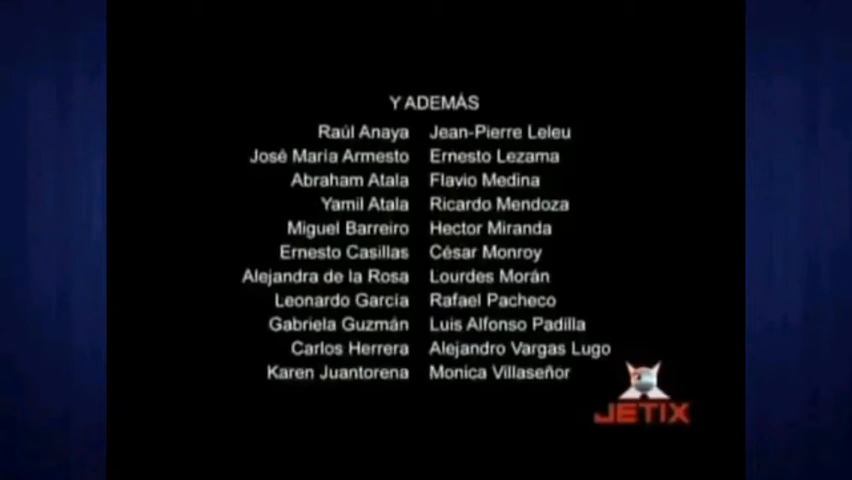 Y ADEMÁS
Raúl Anaya Jean-Pierre Leleu
José Maria Armesto Ernesto Lezama
Abraham Atala Flavio Medina
Yamil Atala Ricardo Mendoza
Miguel Barreiro Hector Miranda
Ernesto Casillas César Monroy
Alejandra de la Rosa Lourdes Morán
Leonardo García Rafael Pacheco
Gabriela Guzmán Luis Alfonso Padilla
Carlos Herrera Alejandro Vargas Lugo
Karen Juantorena Monica Villaseñor
JETIX